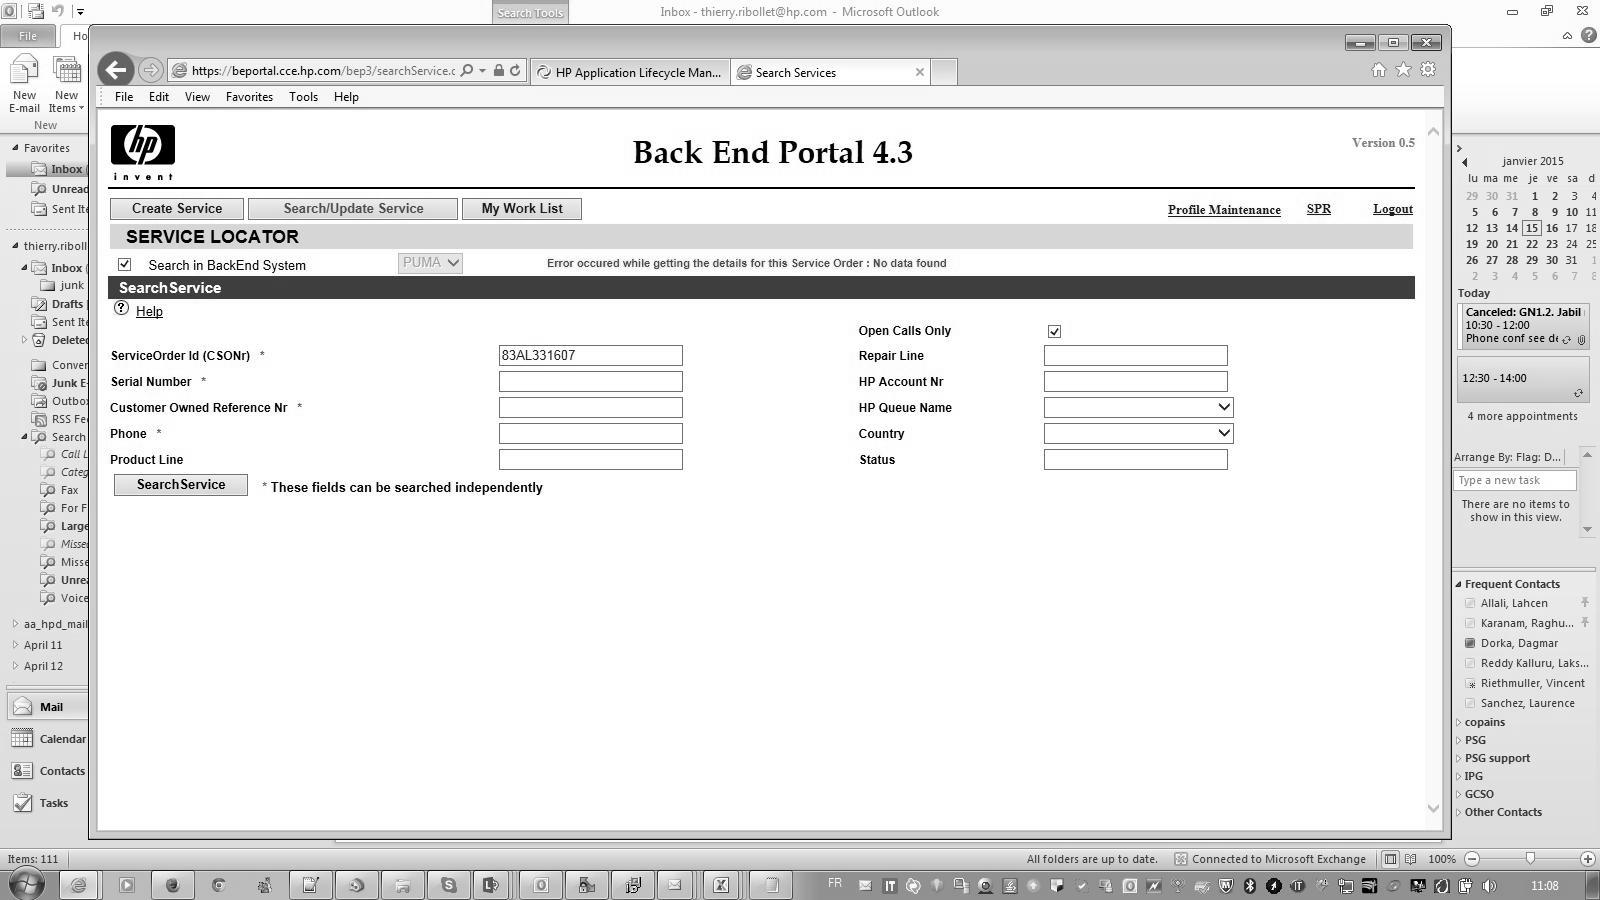 Search Tools
Inbox - thierry.ribollet@hp.com - Microsoft Outlook
File
Ho
New E-mail
New Items
New
https://beportal.cce.hp.com/bep3/searchService.c
HP Application Lifecycle Man...
Search Services
File Edit View Favorites Tools Help
hp
invent
Back End Portal 4.3
Version 0.5
Create Service
Search/Update Service
My Work List
Profile Maintenance
SPR
Logout
SERVICE LOCATOR
Search in BackEnd System
PUMA
Error occured while getting the details for this Service Order : No data found
SearchService
Help
Open Calls Only
ServiceOrder Id (CSONr) *
83AL331607
Repair Line
Serial Number *
HP Account Nr
Customer Owned Reference Nr *
HP Queue Name
Phone *
Country
Product Line
Status
SearchService
* These fields can be searched independently
Favorites
Inbox (
Unread
Sent Ite
thierry.riboll
Inbox (
junk
Drafts [
Sent Ite
Deleted
Conver
Junk E-
Outbox
RSS Fee
Search
Call L
Categ
Fax
For F
Large
Missed
Misse
Unrea
Voice
aa_hpd_mail
April 11
April 12
Mail
Calendar
Contacts
Tasks
janvier 2015
lu ma me je ve sa d
29 30 31 1 2 3 4
5 6 7 8 9 10 11
12 13 14 15 16 17 18
19 20 21 22 23 24 25
26 27 28 29 30 31 1
2 3 4 5 6 7 8
Today
Canceled: GN1.2. Jabil
10:30 - 12:00
Phone conf see de
12:30 - 14:00
4 more appointments
Arrange By: Flag: D...
Type a new task
There are no items to
show in this view.
Frequent Contacts
Allali, Lahcen
Karanam, Raghu...
Dorka, Dagmar
Reddy Kalluru, Laks...
Riethmuller, Vincent
Sanchez, Laurence
copains
PSG
PSG support
IPG
GCSO
Other Contacts
Items: 111
All folders are up to date.
Connected to Microsoft Exchange
100%
FR
11:08